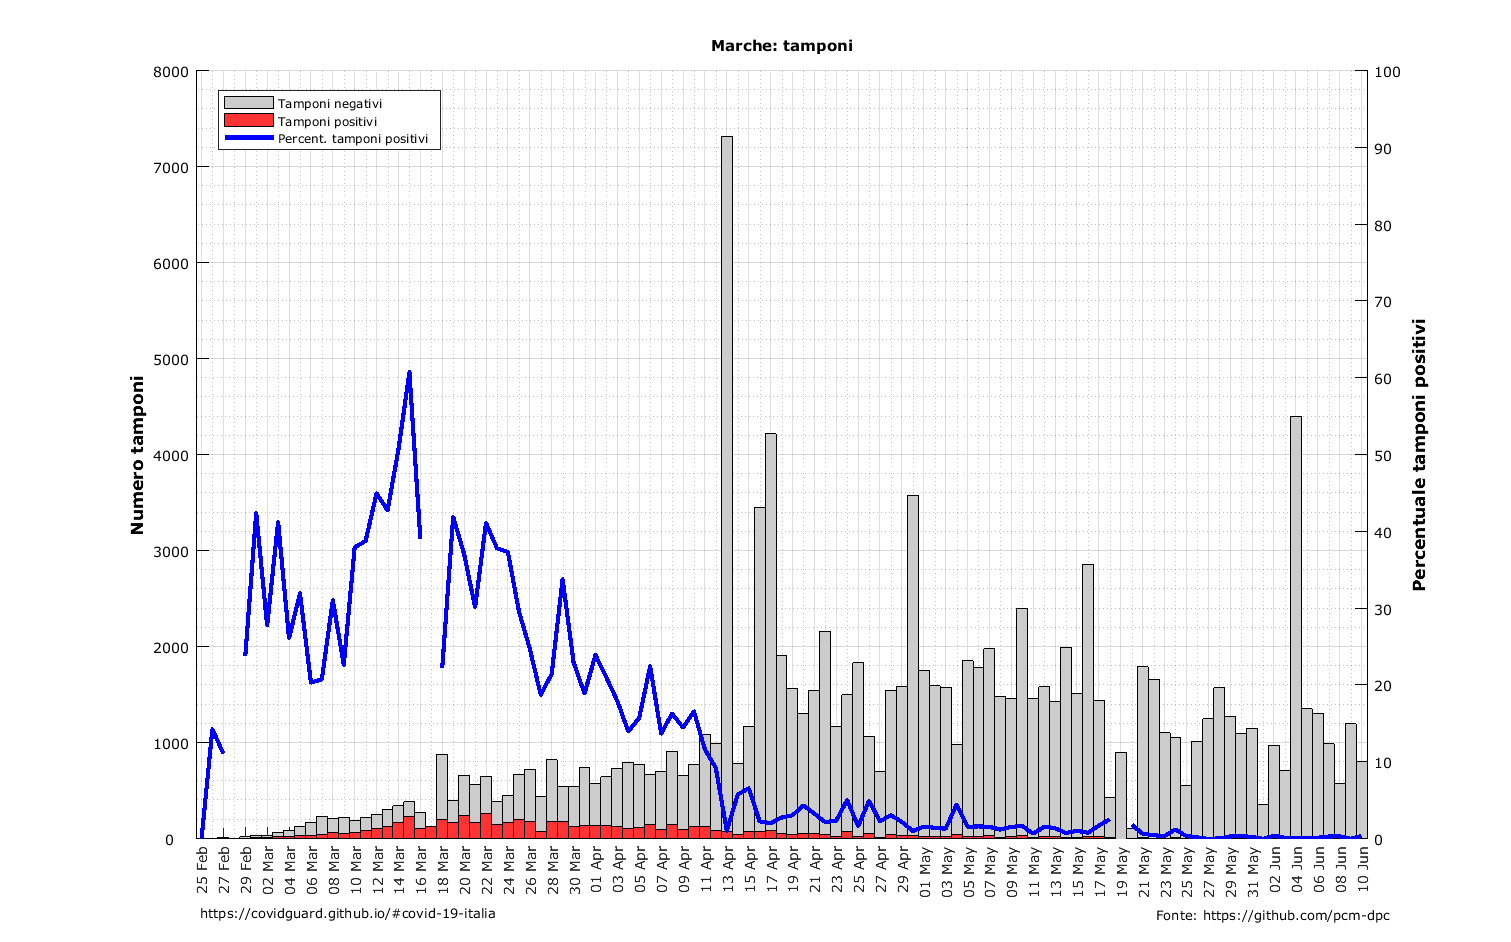 Marche: tamponi
8000
7000
6000
5000
4000
3000
2000
1000
0
Numero tamponi
Tamponi negativi
Tamponi positivi
Percent. tamponi positivi
100
90
80
70
60
50
40
30
20
10
0
Percentuale tamponi positivi
25 Feb
27 Feb
29 Feb
02 Mar
04 Mar
06 Mar
08 Mar
10 Mar
12 Mar
14 Mar
16 Mar
18 Mar
20 Mar
22 Mar
24 Mar
26 Mar
28 Mar
30 Mar
01 Apr
03 Apr
05 Apr
07 Apr
09 Apr
11 Apr
13 Apr
15 Apr
17 Apr
19 Apr
21 Apr
23 Apr
25 Apr
27 Apr
29 Apr
01 May
03 May
05 May
07 May
09 May
11 May
13 May
15 May
17 May
19 May
21 May
23 May
25 May
27 May
29 May
31 May
02 Jun
04 Jun
06 Jun
08 Jun
10 Jun
https://covidguard.github.io/#covid-19-italia
Fonte: https://github.com/pcm-dpc